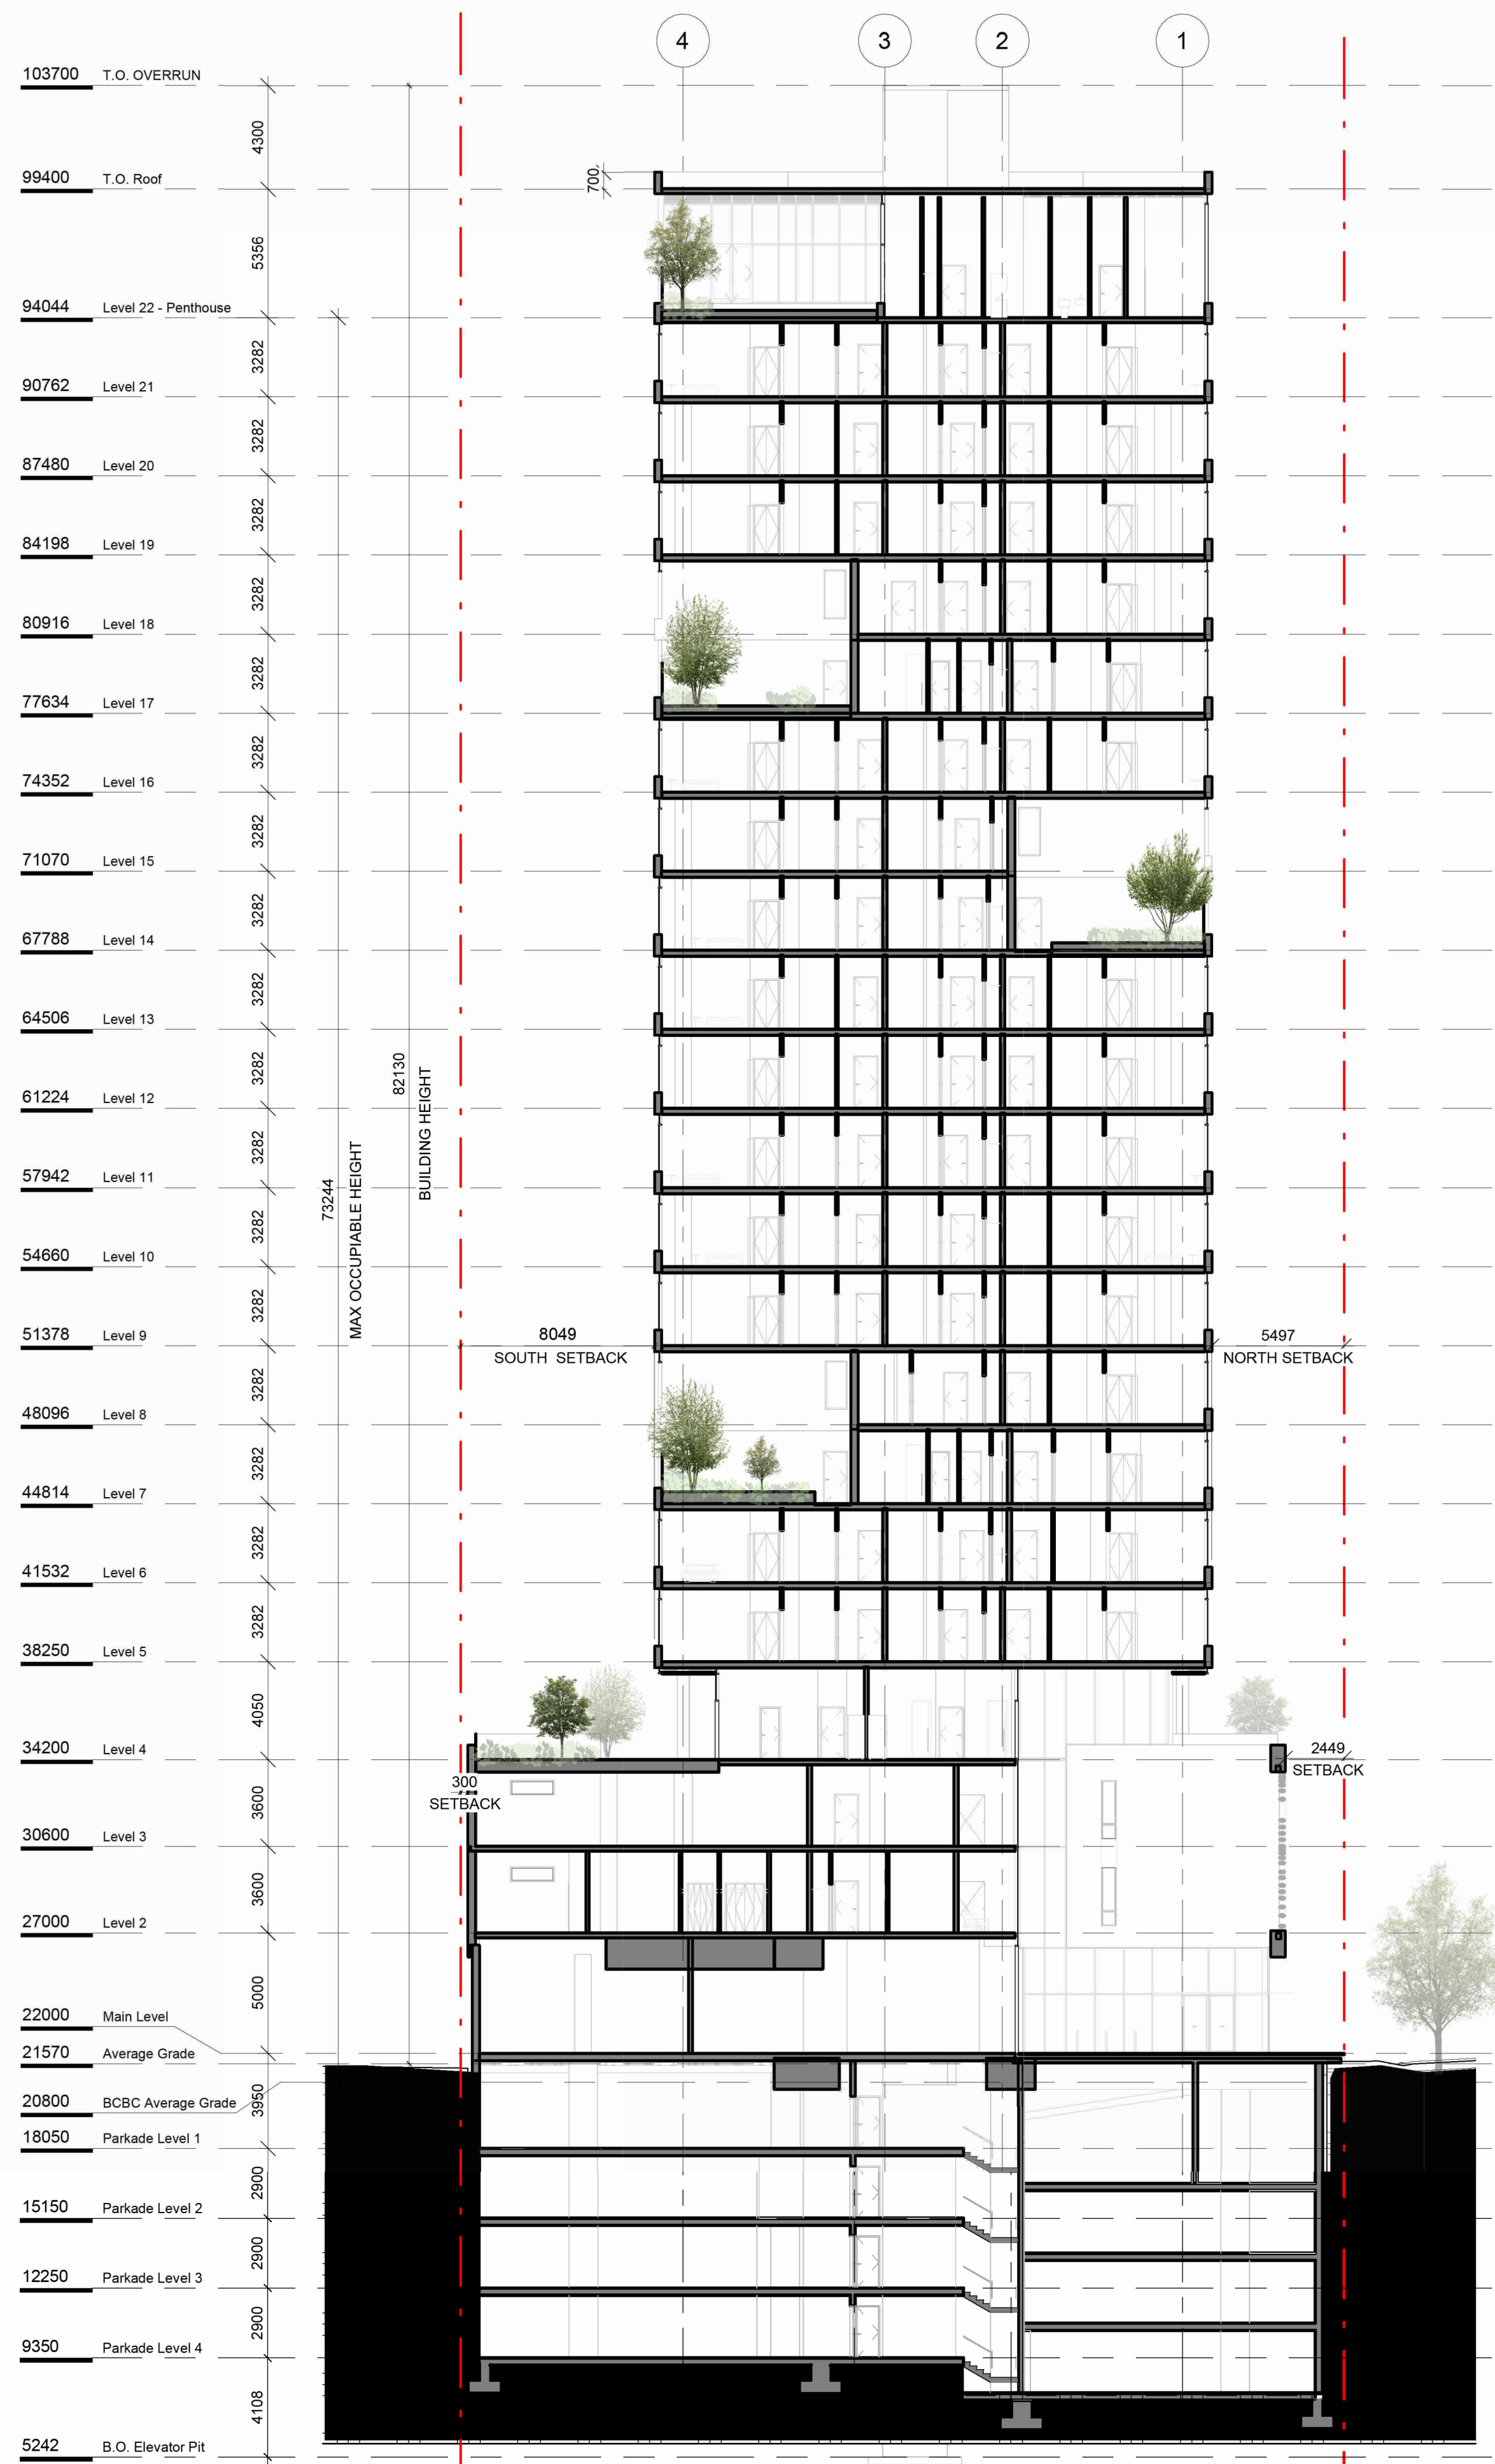 4 3 2 1
103700 T.O. OVERRUN
4300
99400 T.O. Roof
700
5356
94044 Level 22 - Penthouse
3282
90762 Level 21
3282
87480 Level 20
3282
84198 Level 19
3282
80916 Level 18
3282
77634 Level 17
3282
74352 Level 16
3282
71070 Level 15
3282
67788 Level 14
3282
64506 Level 13
3282
61224 Level 12
3282
57942 Level 11
3282
54660 Level 10
3282
51378 Level 9
3282
48096 Level 8
3282
44814 Level 7
3282
41532 Level 6
3282
38250 Level 5
4050
34200 Level 4
3600
30600 Level 3
3600
27000 Level 2
5000
22000 Main Level
21570 Average Grade
20800 BCBC Average Grade
3950
18050 Parkade Level 1
2900
15150 Parkade Level 2
2900
12250 Parkade Level 3
2900
9350 Parkade Level 4
4108
5242 B.O. Elevator Pit
73244
MAX OCCUPIABLE HEIGHT
82130
BUILDING HEIGHT
8049
SOUTH SETBACK
5497
NORTH SETBACK
300
SETBACK
2449
SETBACK